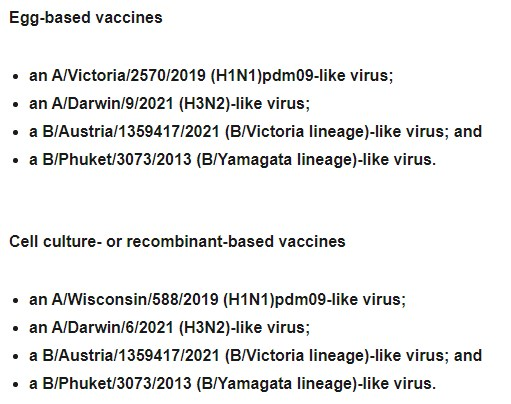 Egg-based vaccines
• an A/Victoria/2570/2019 (H1N1)pdm09-like virus;
• an A/Darwin/9/2021 (H3N2)-like virus;
• a B/Austria/1359417/2021 (B/Victoria lineage)-like virus; and
• a B/Phuket/3073/2013 (B/Yamagata lineage)-like virus.
Cell culture- or recombinant-based vaccines
• an A/Wisconsin/588/2019 (H1N1)pdm09-like virus;
• an A/Darwin/6/2021 (H3N2)-like virus;
• a B/Austria/1359417/2021 (B/Victoria lineage)-like virus; and
• a B/Phuket/3073/2013 (B/Yamagata lineage)-like virus.